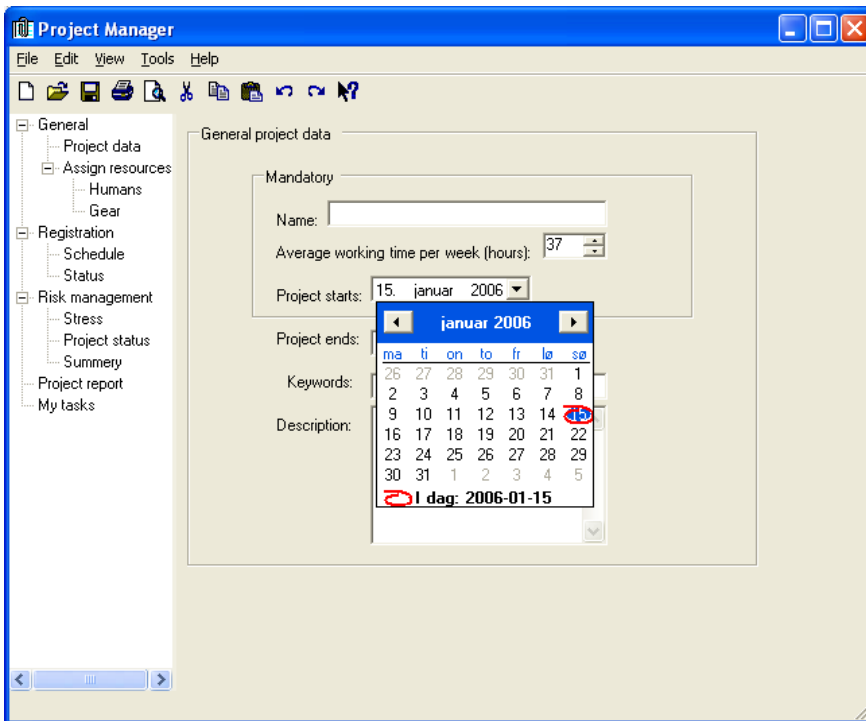 Project Manager
File Edit View Tools Help
General
Project data
Assign resources
Humans
Gear
Registration
Schedule
Status
Risk management
Stress
Project status
Summery
Project report
My tasks
General project data
Mandatory
Name:
Average working time per week (hours): 37
Project starts: 15. januar 2006
Project ends:
Keywords:
Description:
januar 2006
ma ti on to fr lø sø
26 27 28 29 30 31 1
2 3 4 5 6 7 8
9 10 11 12 13 14 15
16 17 18 19 20 21 22
23 24 25 26 27 28 29
30 31 1 2 3 4 5
I dag: 2006-01-15